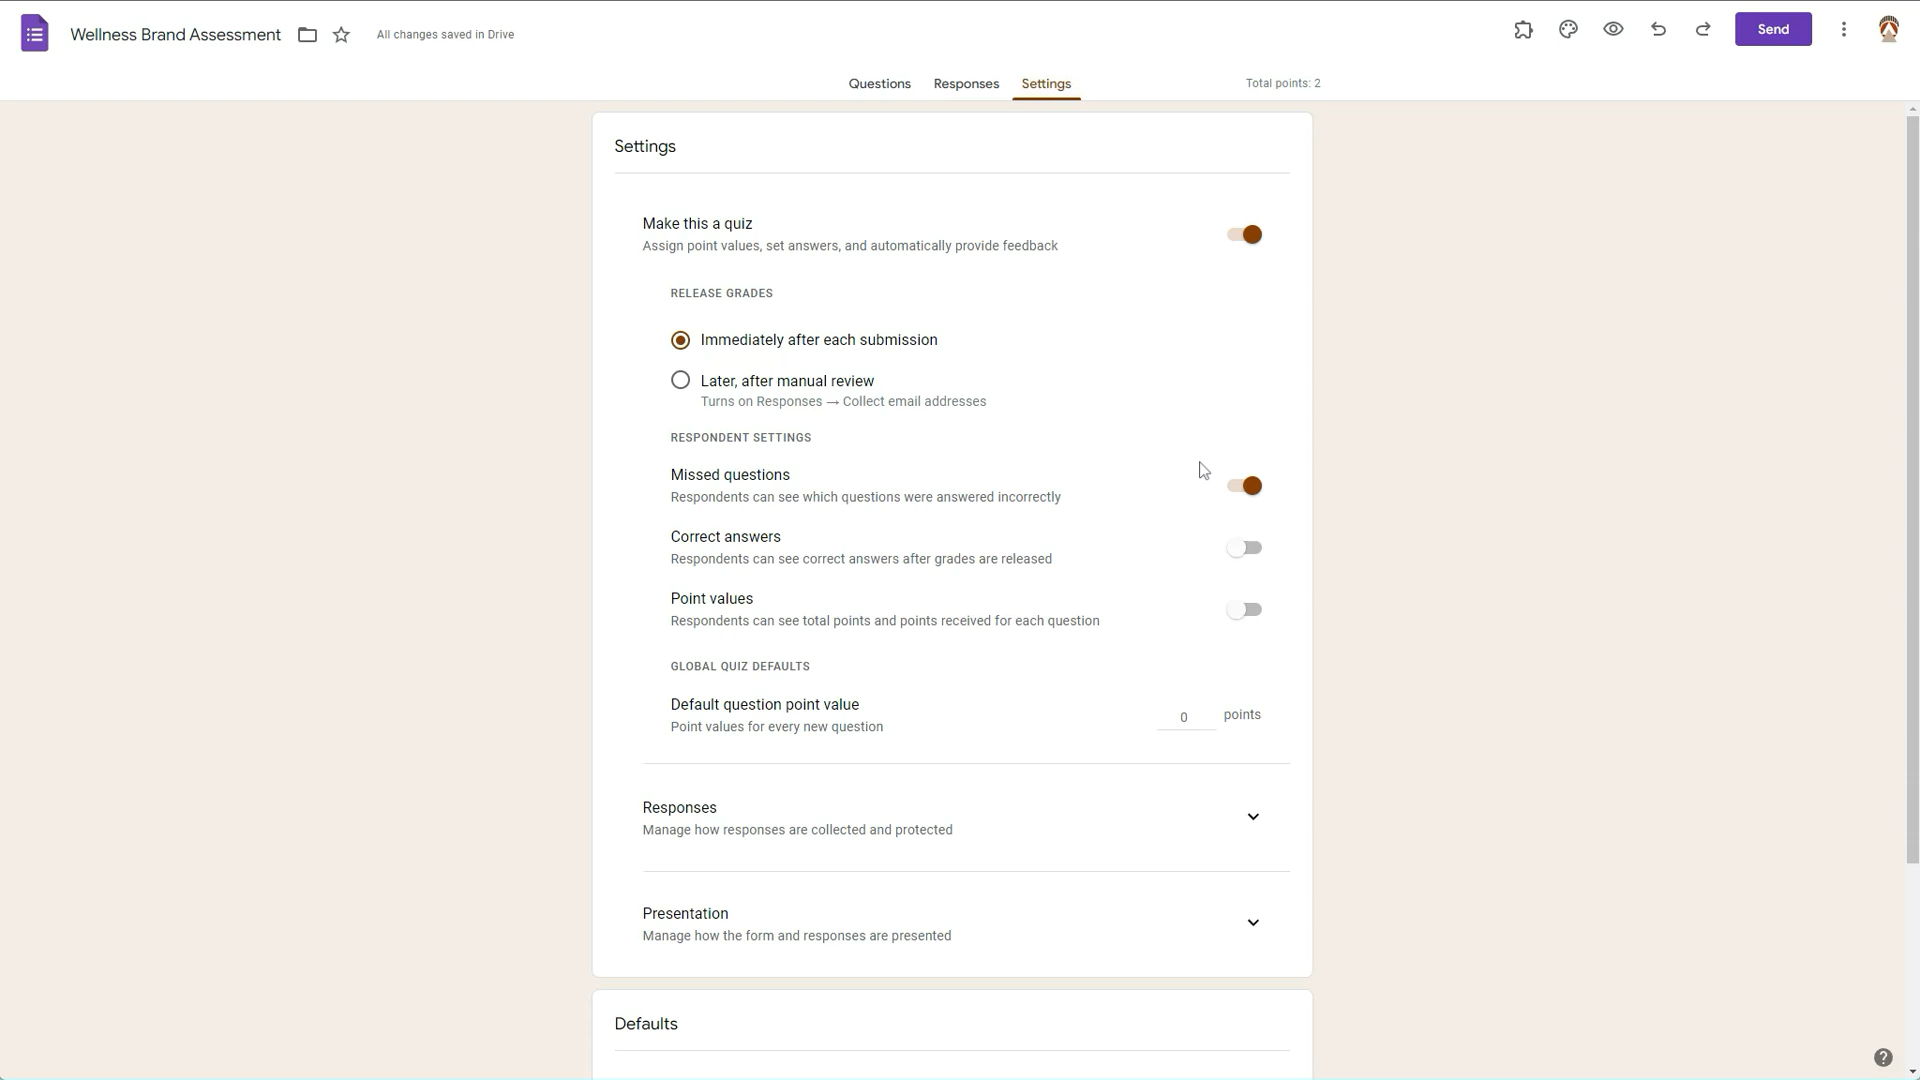 Wellness Brand Assessment
All changes saved in Drive
Send
Questions
Responses
Settings
Total points: 2
Settings
Make this a quiz
Assign point values, set answers, and automatically provide feedback
RELEASE GRADES
Immediately after each submission
Later, after manual review
Turns on Responses → Collect email addresses
RESPONDENT SETTINGS
Missed questions
Respondents can see which questions were answered incorrectly
Correct answers
Respondents can see correct answers after grades are released
Point values
Respondents can see total points and points received for each question
GLOBAL QUIZ DEFAULTS
Default question point value
Point values for every new question
0 points
Responses
Manage how responses are collected and protected
Presentation
Manage how the form and responses are presented
Defaults
?